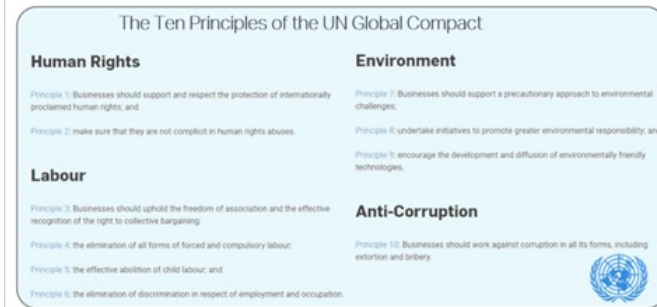 The Ten Principles of the UN Global Compact
Human Rights
Principle 1: Businesses should support and respect the protection of internationally
proclaimed human rights; and
Principle 2: make sure that they are not complicit in human rights abuses.
Labour
Principle 3: Businesses should uphold the freedom of association and the effective
recognition of the right to collective bargaining;
Principle 4: the elimination of all forms of forced and compulsory labour;
Principle 5: the effective abolition of child labour; and
Principle 6: the elimination of discrimination in respect of employment and occupation.
Environment
Principle 7: Businesses should support a precautionary approach to environmental
challenges;
Principle 8: undertake initiatives to promote greater environmental responsibility; an
Principle 9: encourage the development and diffusion of environmentally friendly
technologies.
Anti-Corruption
Principle 10: Businesses should work against corruption in all its forms, including
extortion and bribery.